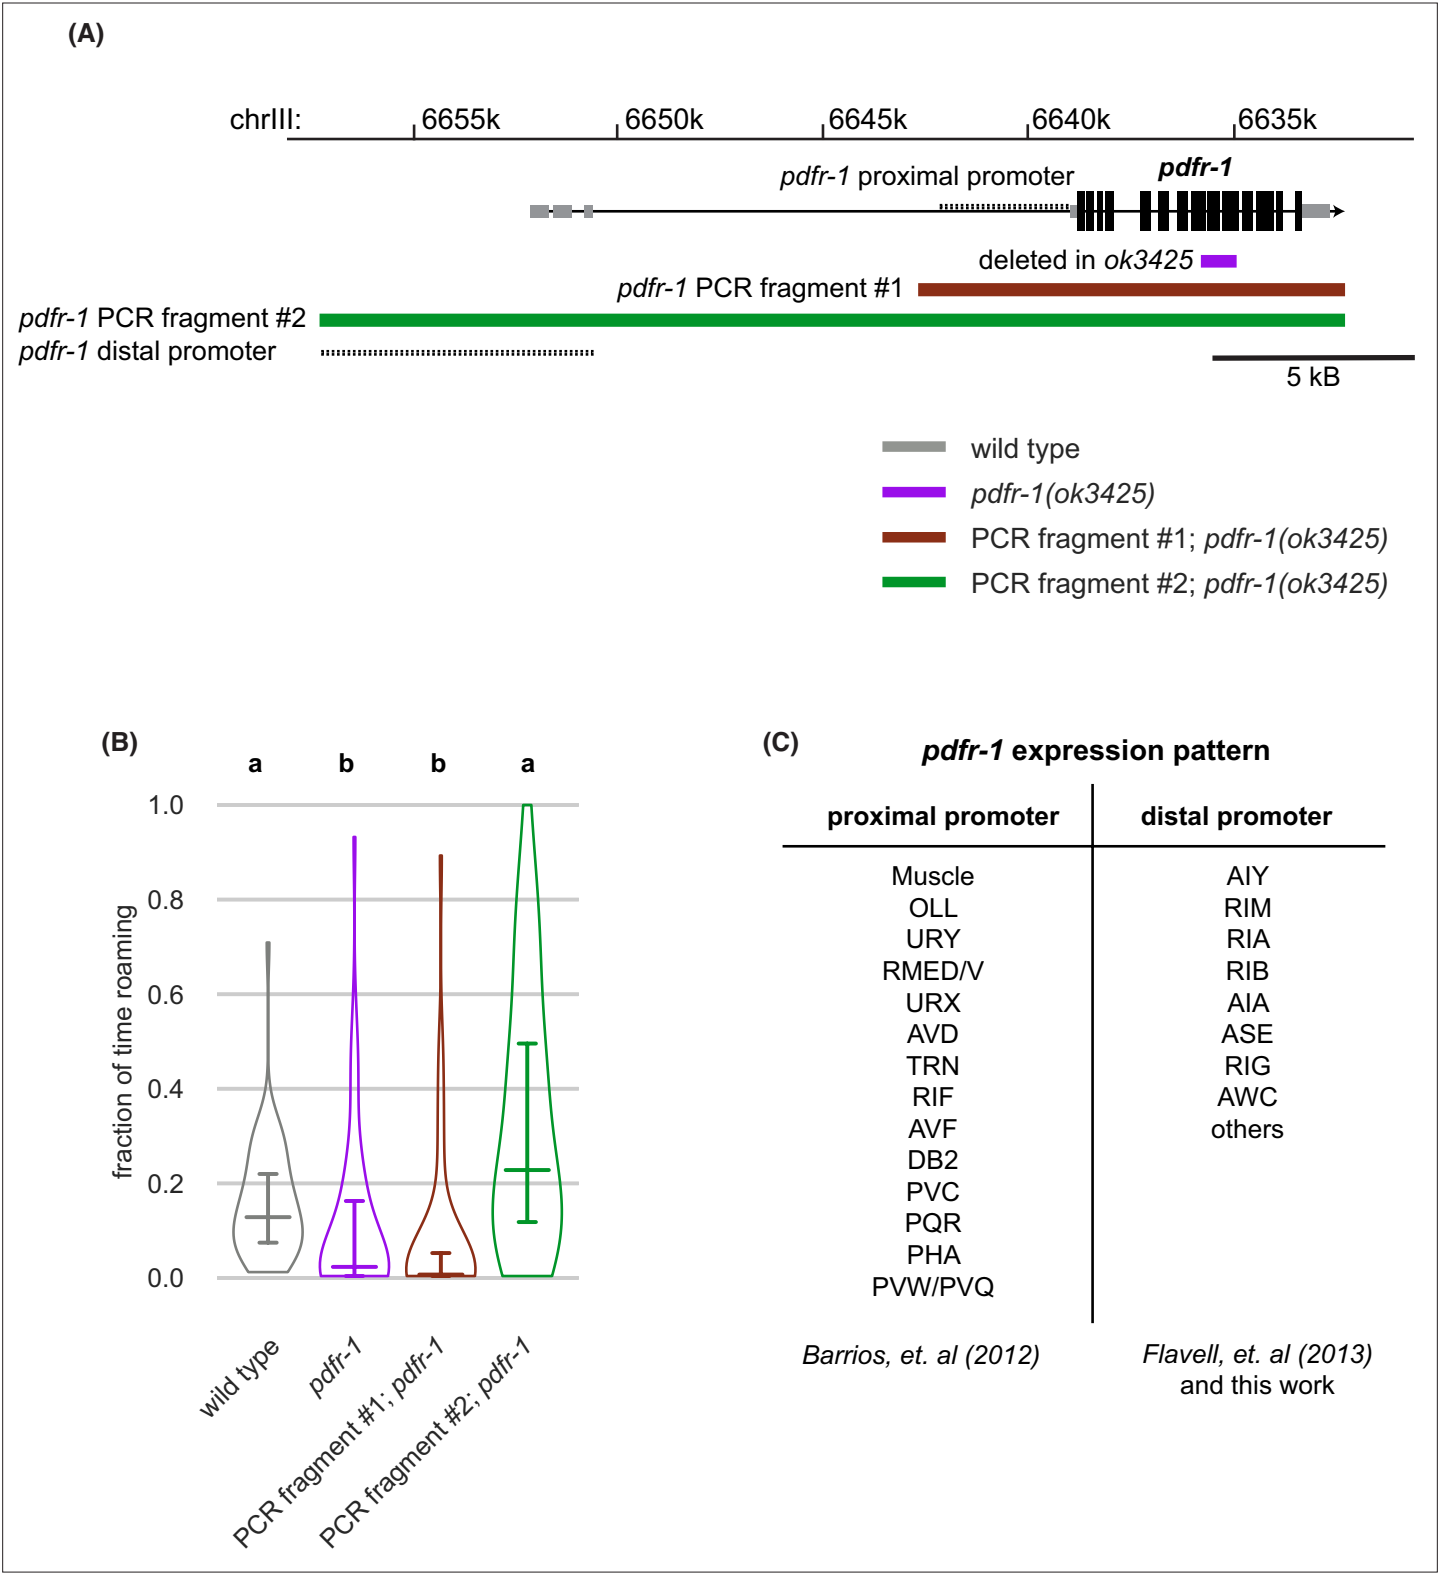 (A)
chrIII: 6655k 6650k 6645k 6640k 6635k
pdfr-1 proximal promoter
pdfr-1
deleted in ok3425
pdfr-1 PCR fragment #1
pdfr-1 PCR fragment #2
pdfr-1 distal promoter
5 kB
wild type
pdfr-1(ok3425)
PCR fragment #1; pdfr-1(ok3425)
PCR fragment #2; pdfr-1(ok3425)
(B)
a b b a
fraction of time roaming
1.0
0.8
0.6
0.4
0.2
0.0
wild type
pdfr-1
PCR fragment #1; pdfr-1
PCR fragment #2; pdfr-1
(C)
pdfr-1 expression pattern
proximal promoter
Muscle
OLL
URY
RMED/V
URX
AVD
TRN
RIF
AVF
DB2
PVC
PQR
PHA
PVW/PVQ
Barrios, et. al (2012)
distal promoter
AIY
RIM
RIA
RIB
AIA
ASE
RIG
AWC
others
Flavell, et. al (2013)
and this work